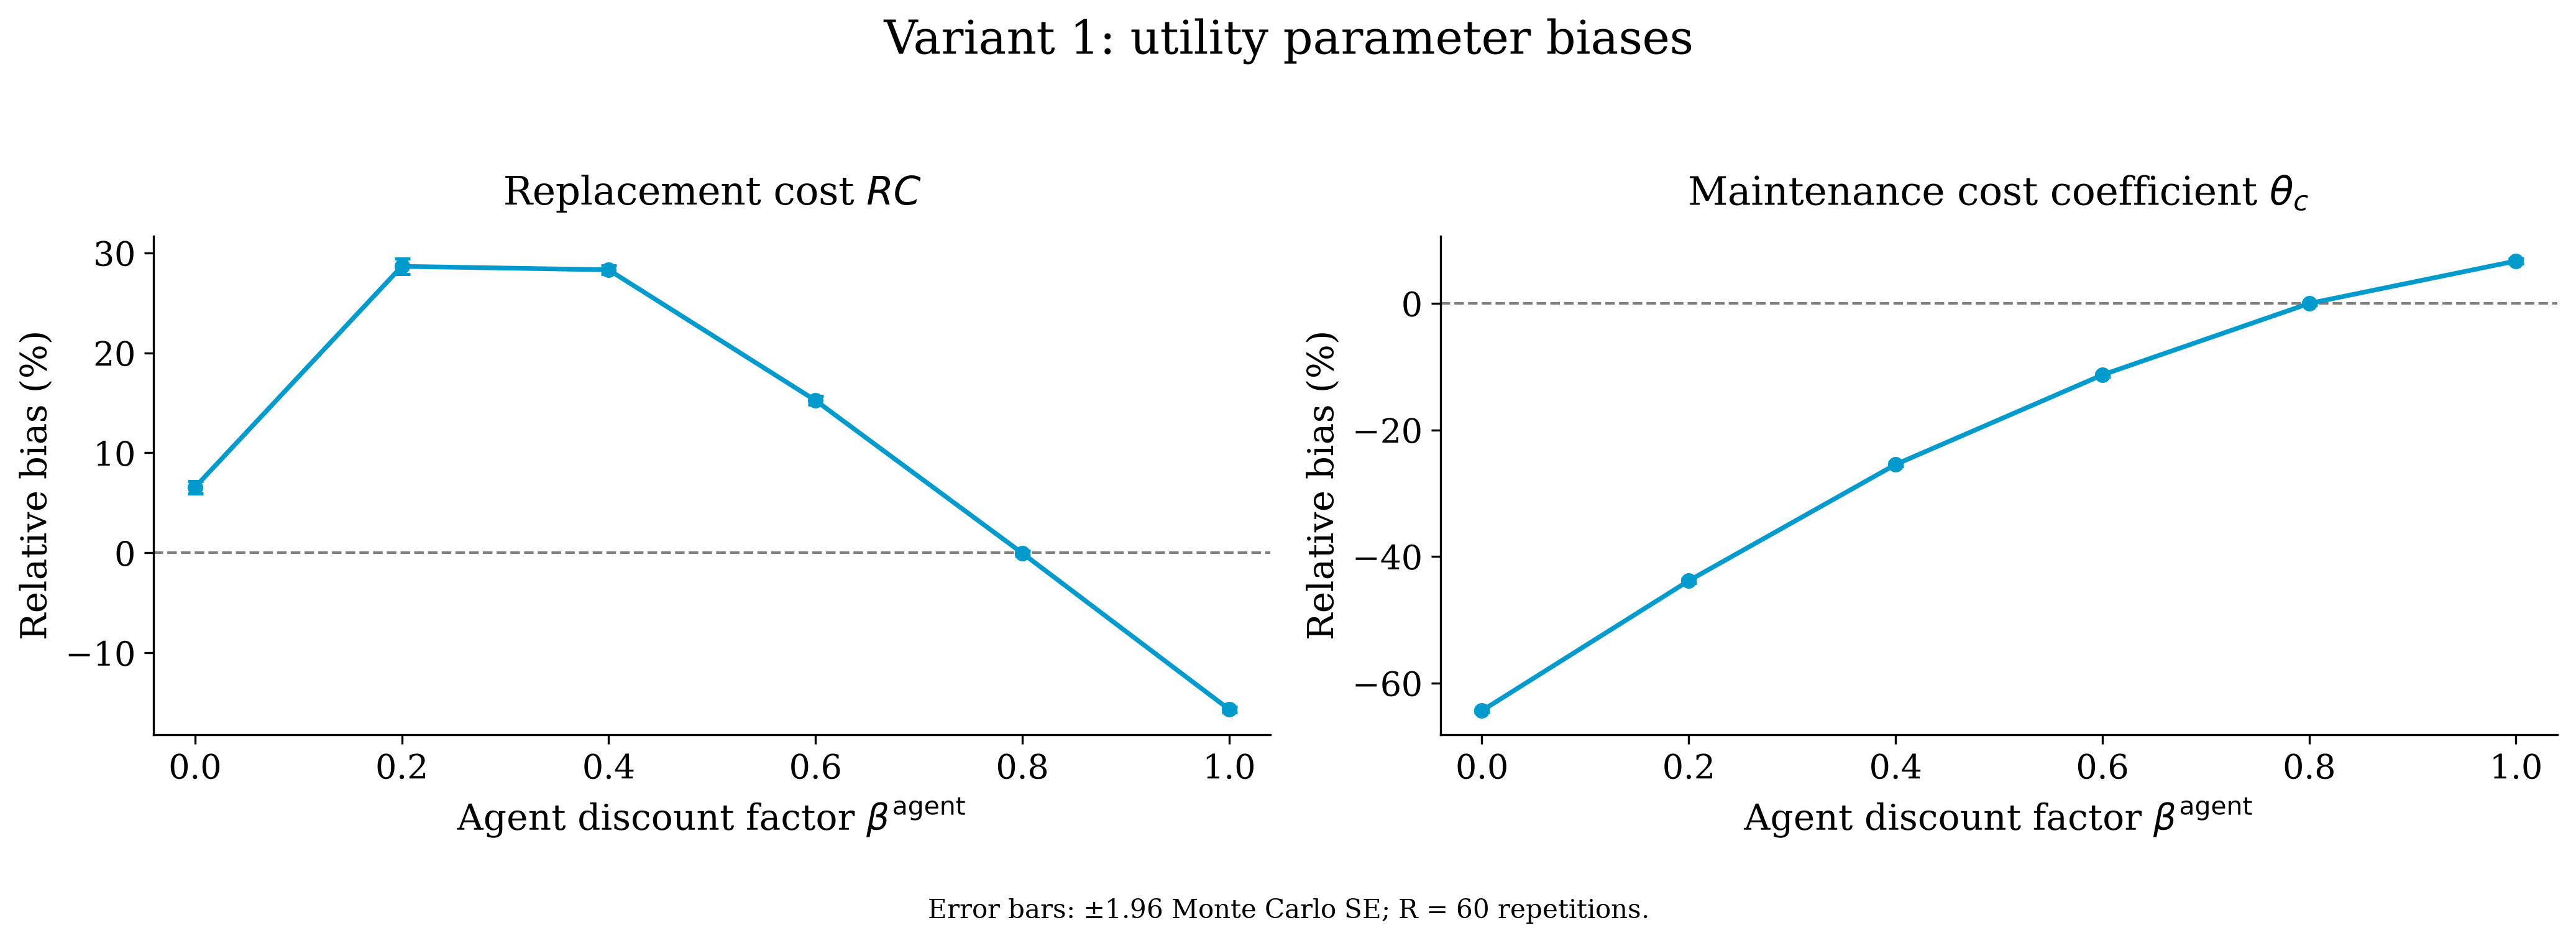 Variant 1: utility parameter biases
Replacement cost RC
Relative bias (%)
30
20
10
0
−10
0.0 0.2 0.4 0.6 0.8 1.0
Agent discount factor β^agent
Maintenance cost coefficient θ_c
Relative bias (%)
0
−20
−40
−60
0.0 0.2 0.4 0.6 0.8 1.0
Agent discount factor β^agent
Error bars: ±1.96 Monte Carlo SE; R = 60 repetitions.